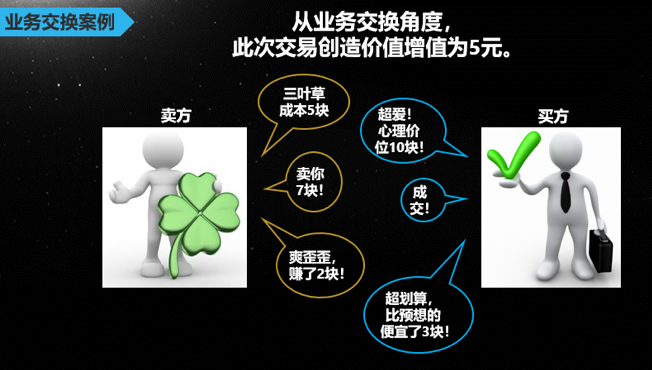 业务交换案例
从业务交换角度，
此次交易创造价值增值为5元。
卖方
三叶草
成本5块
超爱！
心理价
位10块！
买方
卖你
7块！
成
交！
爽歪歪，
赚了2块！
超划算，
比预想的
便宜了3块！